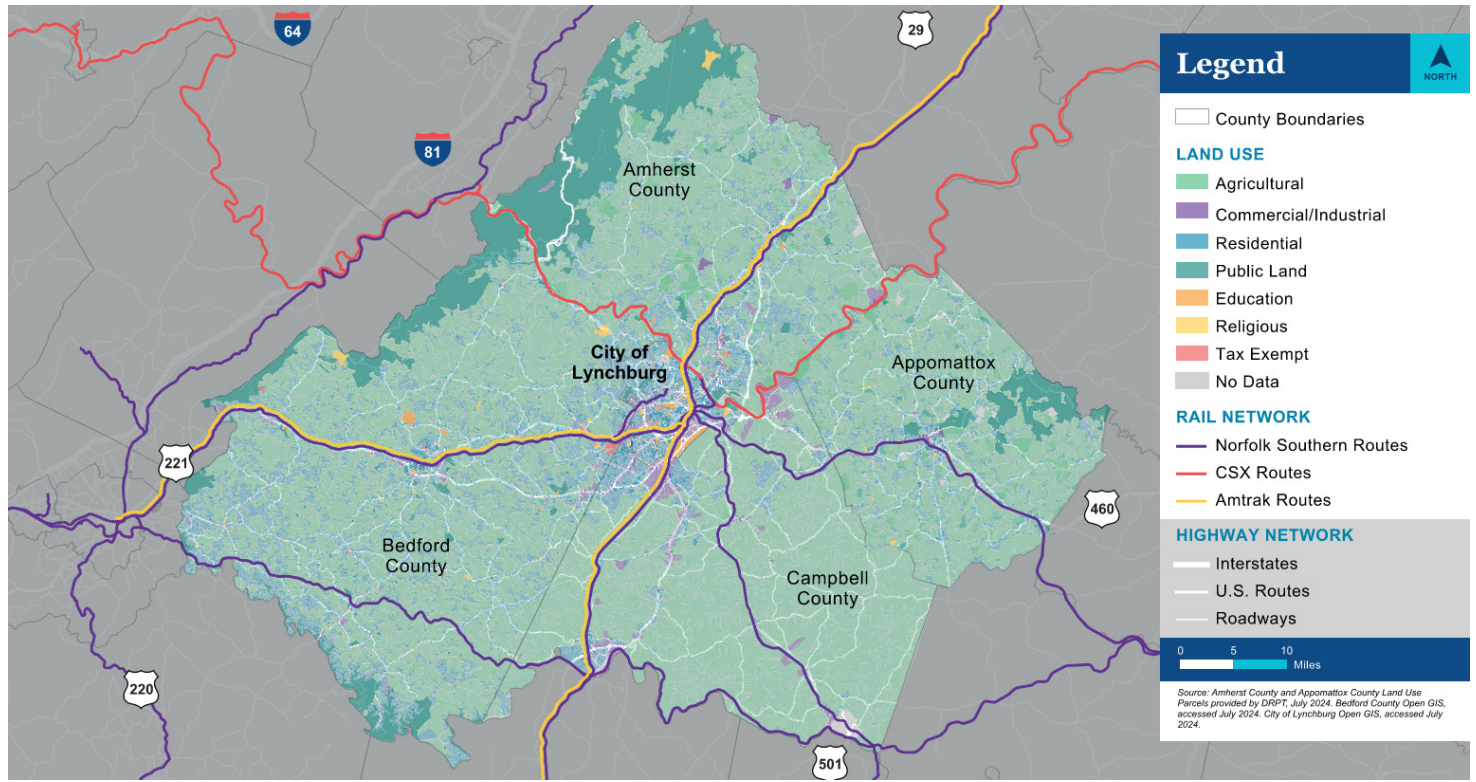 64
29
81
Amherst
County
City of
Lynchburg
Appomattox
County
221
460
Bedford
County
Campbell
County
220
501
Legend
NORTH
County Boundaries
LAND USE
Agricultural
Commercial/Industrial
Residential
Public Land
Education
Religious
Tax Exempt
No Data
RAIL NETWORK
Norfolk Southern Routes
CSX Routes
Amtrak Routes
HIGHWAY NETWORK
Interstates
U.S. Routes
Roadways
0 5 10
Miles
Source: Amherst County and Appomattox County Land Use
Parcels provided by DRPT, July 2024. Bedford County Open GIS,
accessed July 2024. City of Lynchburg Open GIS, accessed July
2024.